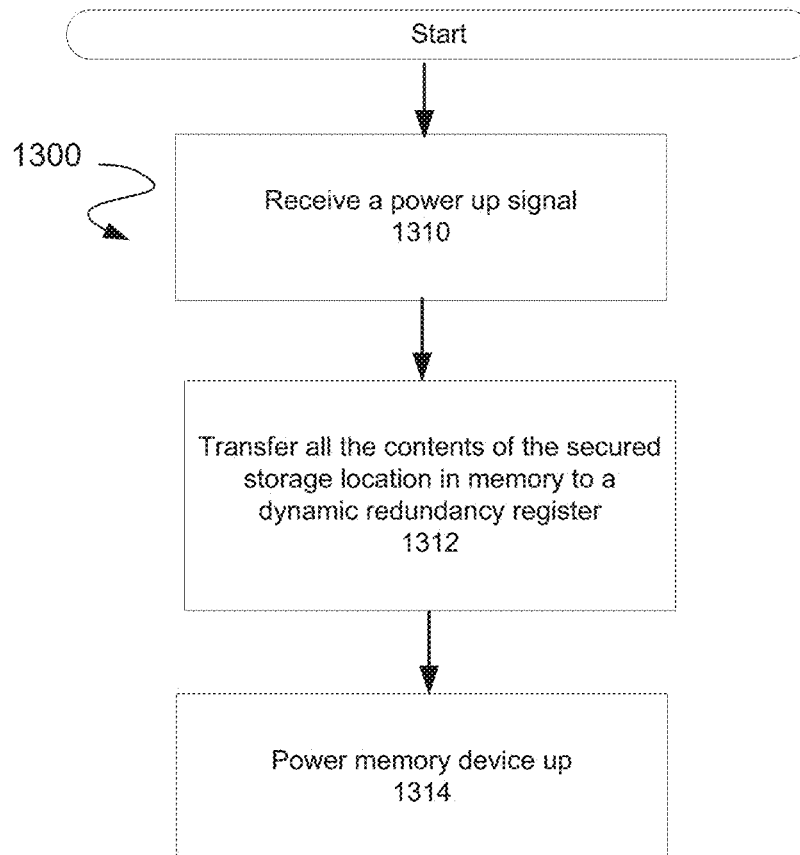 Start
1300
Receive a power up signal
1310
Transfer all the contents of the secured
storage location in memory to a
dynamic redundancy register
1312
Power memory device up
1314